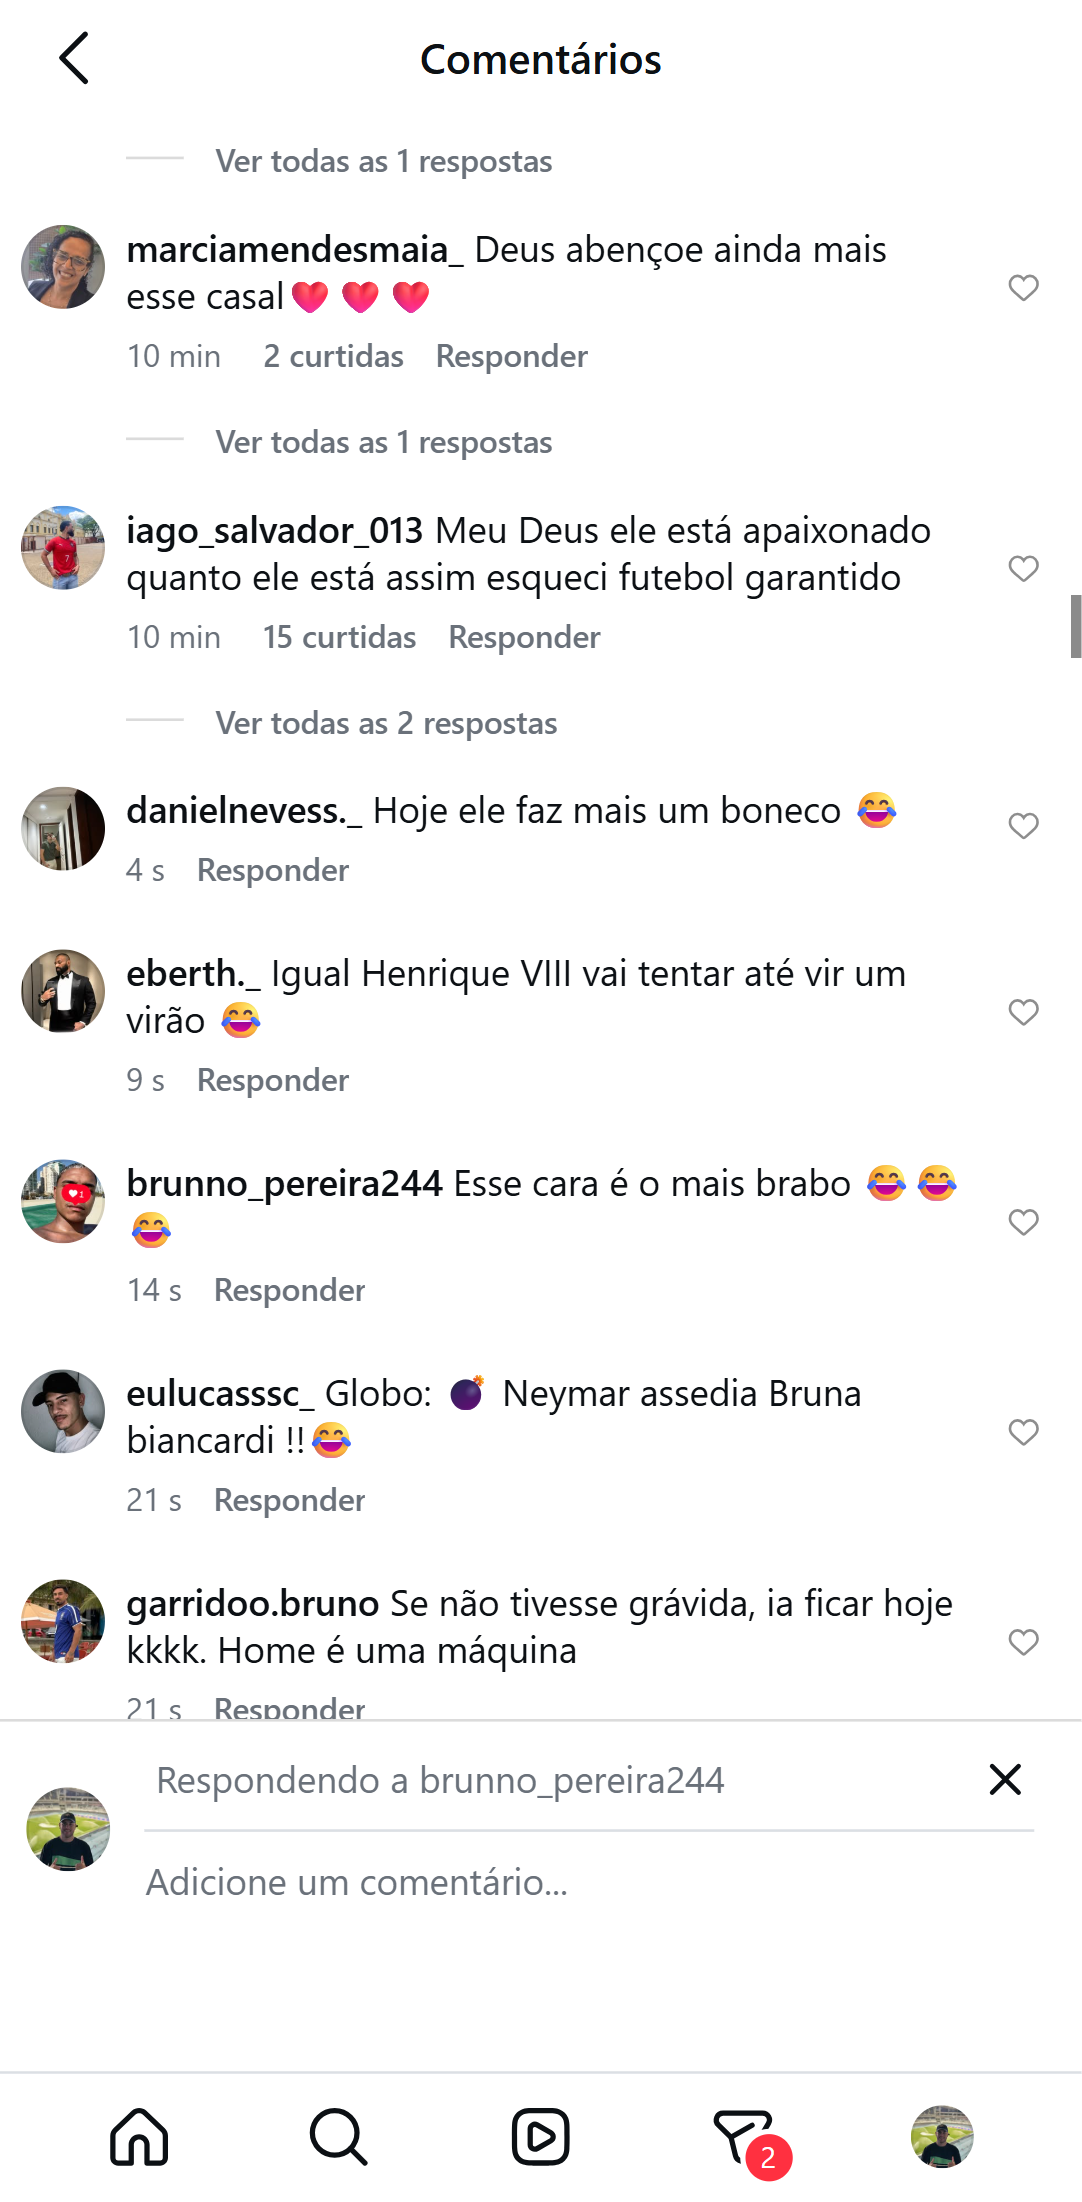 Comentários
Ver todas as 1 respostas
marciamendesmaia_ Deus abençoe ainda mais
esse casal❤️ ❤️ ❤️
10 min 2 curtidas Responder
Ver todas as 1 respostas
iago_salvador_013 Meu Deus ele está apaixonado
quanto ele está assim esqueci futebol garantido
10 min 15 curtidas Responder
Ver todas as 2 respostas
danielnevess._ Hoje ele faz mais um boneco 😂
4 s Responder
eberth._ Igual Henrique VIII vai tentar até vir um
virão 😂
9 s Responder
brunno_pereira244 Esse cara é o mais brabo 😂 😂
😂
14 s Responder
eulucasssc_ Globo: 💣 Neymar assedia Bruna
biancardi !!😂
21 s Responder
garridoo.bruno Se não tivesse grávida, ia ficar hoje
kkkk. Home é uma máquina
21 s Responder
Respondendo a brunno_pereira244
Adicione um comentário...
2